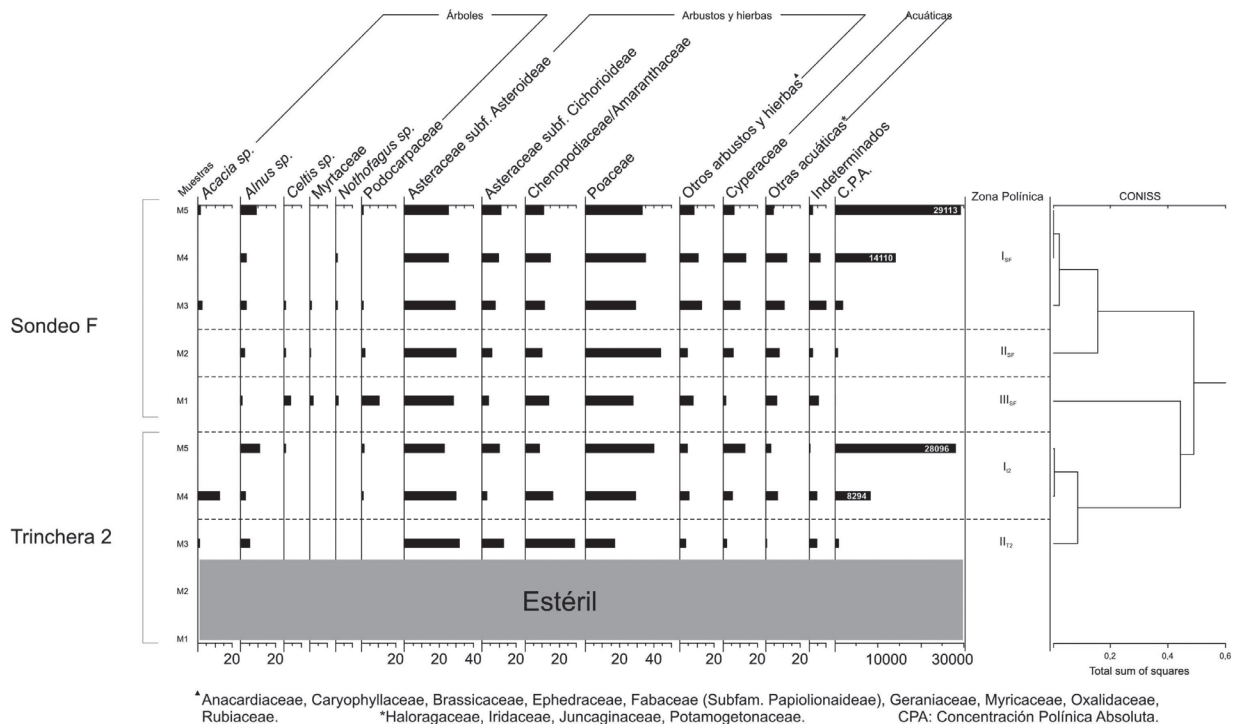 Árboles
Arbustos y hierbas
Acuáticas
Muestras
Acacia sp.
Alnus sp.
Celtis sp.
Myrtaceae
Nothofagus sp.
Podocarpaceae
Asteraceae subf. Asteroideae
Asteraceae subf. Cichorioideae
Chenopodiaceae/Amaranthaceae
Poaceae
Otros arbustos y hierbas▲
Cyperaceae
Otras acuáticas*
Indeterminados
C.P.A.
Zona Polínica
CONISS
Sondeo F
M5
29113
M4
14110
I SF
M3
M2
II SF
M1
III SF
Trinchera 2
M5
28096
I I2
M4
8294
M3
II T2
M2
Estéril
M1
20 20 20 20 40 20 20 20 40 20 20 20 20 10000 30000
0,2 0,4 0,6
Total sum of squares
▲Anacardiaceae, Caryophyllaceae, Brassicaceae, Ephedraceae, Fabaceae (Subfam. Papiolionaideae), Geraniaceae, Myricaceae, Oxalidaceae,
Rubiaceae. *Haloragaceae, Iridaceae, Juncaginaceae, Potamogetonaceae. CPA: Concentración Polínica Absoluta.